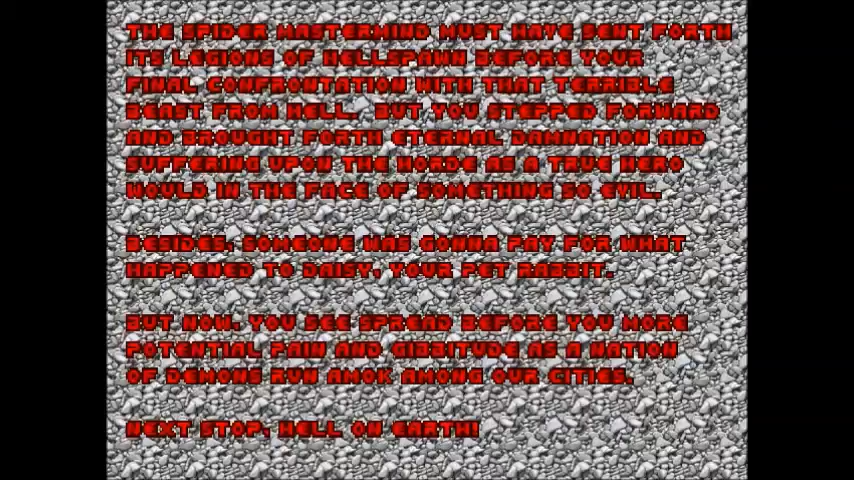 THE SPIDER MASTERMIND MUST HAVE SENT FORTH
ITS LEGIONS OF HELLSPAWN BEFORE YOUR
FINAL CONFRONTATION WITH THAT TERRIBLE
BEAST FROM HELL. BUT YOU STEPPED FORWARD
AND BROUGHT FORTH ETERNAL DAMNATION AND
SUFFERING UPON THE HORDE AS A TRUE HERO
WOULD IN THE FACE OF SOMETHING SO EVIL.
BESIDES, SOMEONE WAS GONNA PAY FOR WHAT
HAPPENED TO DAISY, YOUR PET RABBIT.
BUT NOW, YOU SEE SPREAD BEFORE YOU MORE
POTENTIAL PAIN AND GIBBITUDE AS A NATION
OF DEMONS RUN AMOK AMONG OUR CITIES.
NEXT STOP, HELL ON EARTH!